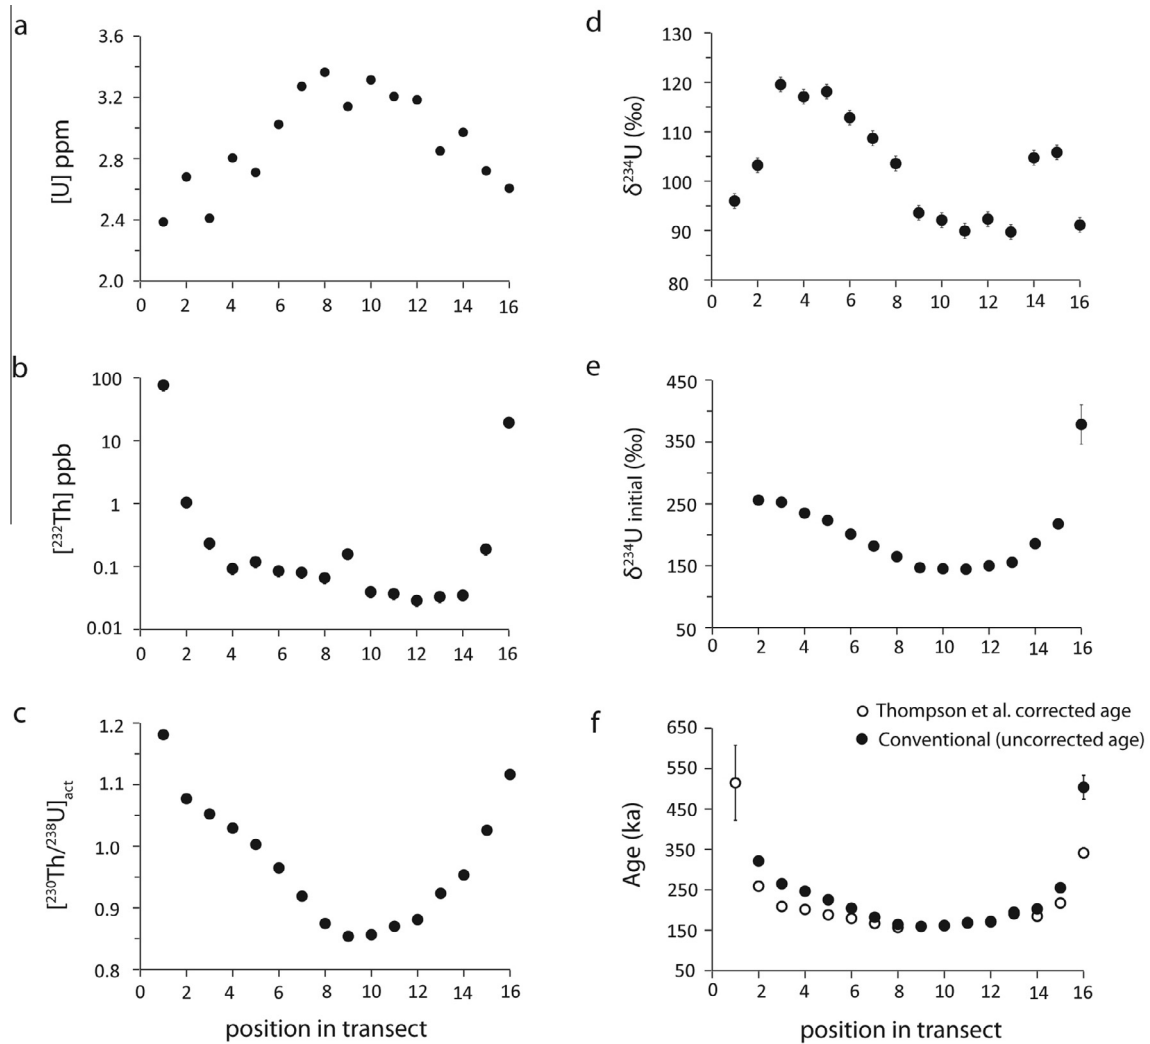 a
3.6
3.2
2.8
2.4
2.0
[U] ppm
0 2 4 6 8 10 12 14 16
b
100
10
1
0.1
0.01
[²³²Th] ppb
0 2 4 6 8 10 12 14 16
c
1.2
1.1
1.0
0.9
0.8
[²³⁰Th/²³⁸U]act
0 2 4 6 8 10 12 14 16
position in transect
d
130
120
110
100
90
80
δ²³⁴U (‰)
0 2 4 6 8 10 12 14 16
e
450
350
250
150
50
δ²³⁴U initial (‰)
0 2 4 6 8 10 12 14 16
f
Thompson et al. corrected age
Conventional (uncorrected age)
650
550
450
350
250
150
50
Age (ka)
0 2 4 6 8 10 12 14 16
position in transect